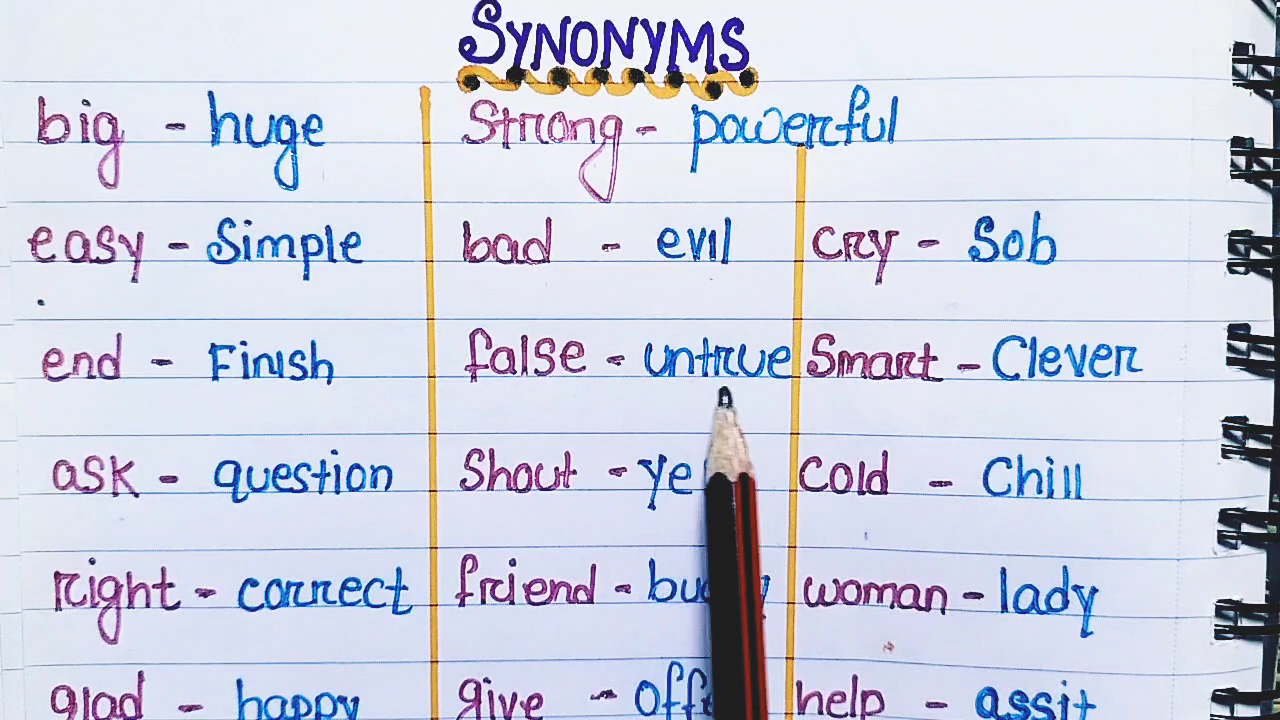 SYNONYMS
big - huge Strong - powerful
easy - Simple bad - evil cry - Sob
end - Finish false - untrue Smart - Clever
ask - question Shout - Cold - Chill
right - correct friend - woman - lady
glad - happy give - help - assit